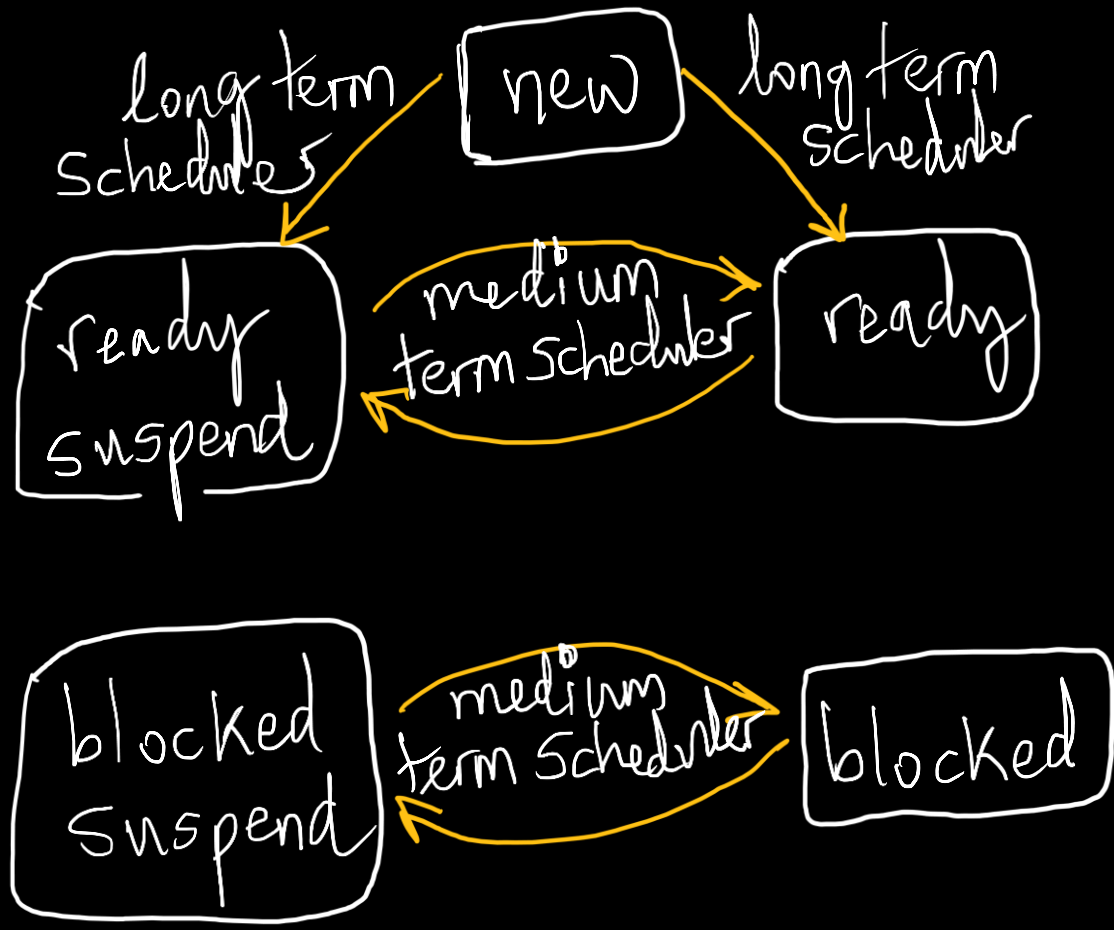 new
long term
scheduler
long term
scheduler
ready
suspend
medium
term scheduler
ready
blocked
suspend
medium
term scheduler
blocked